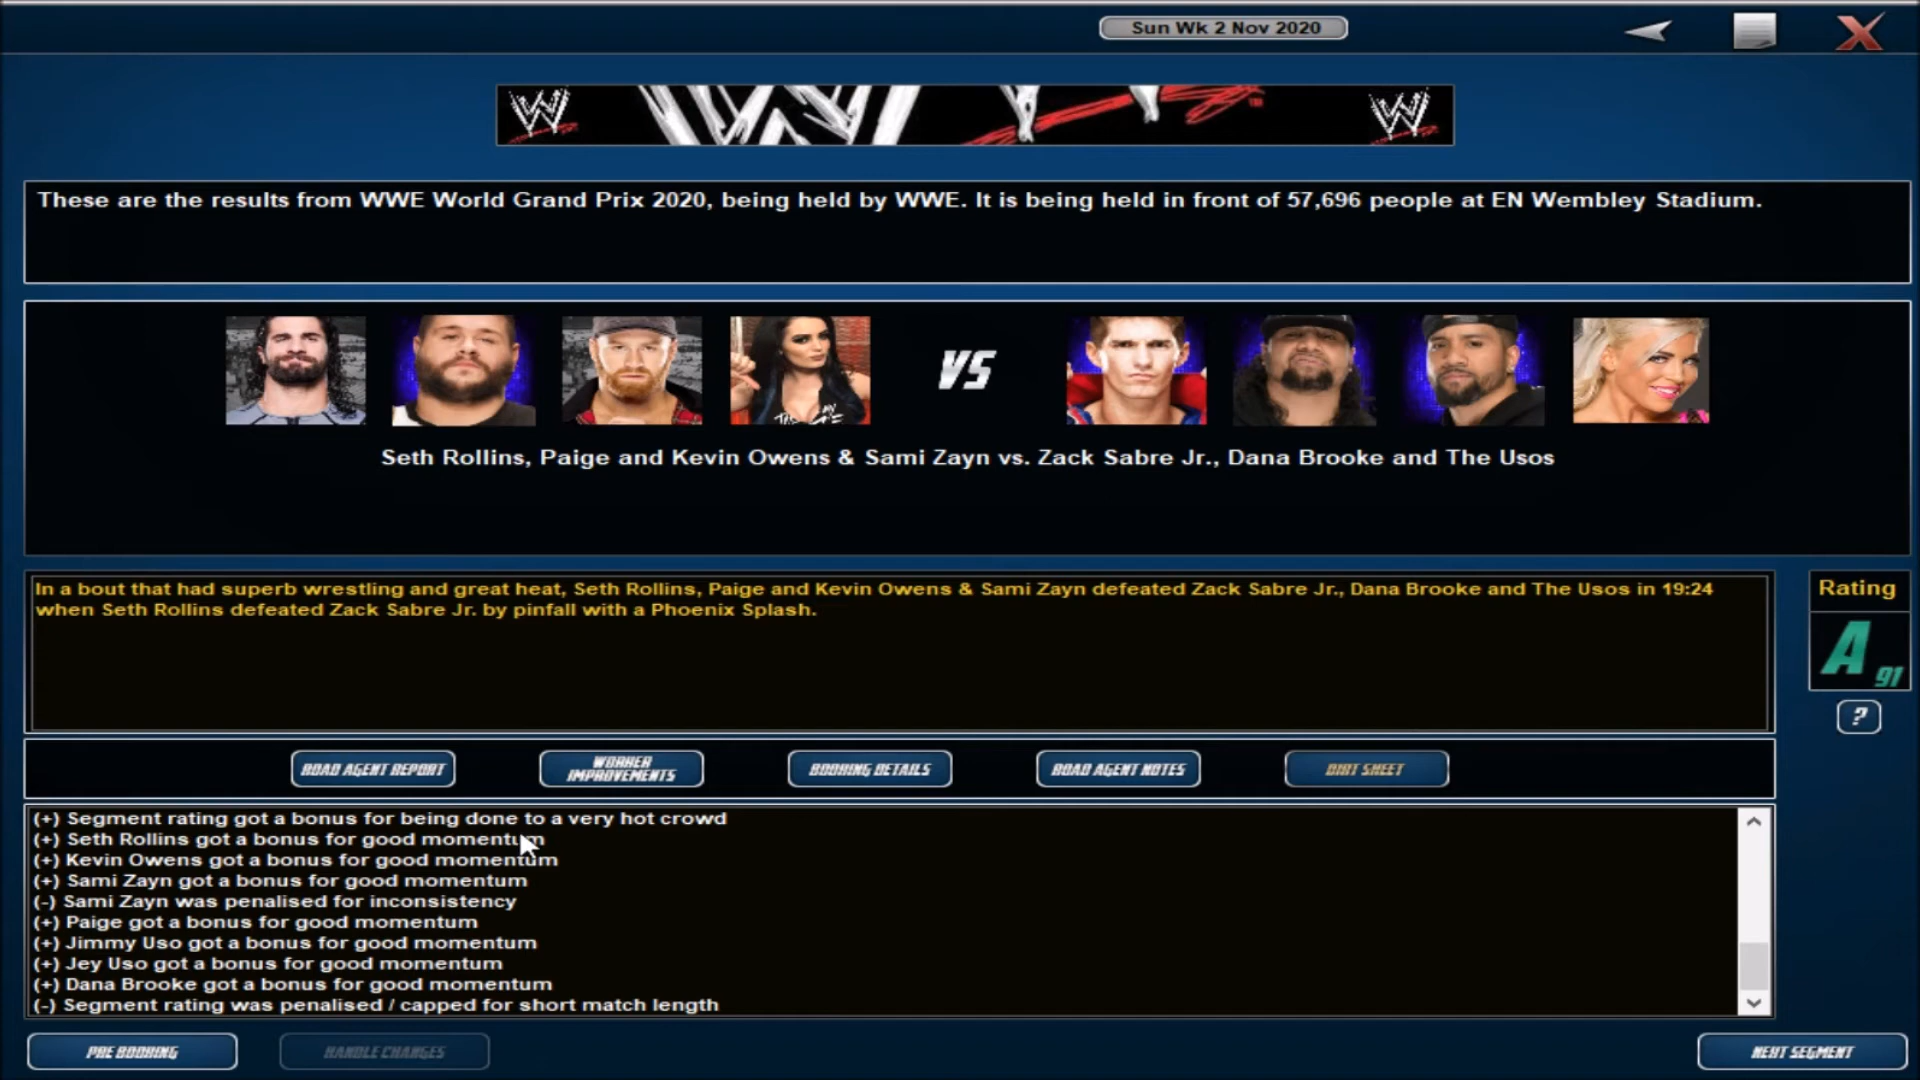 Sun Wk 2 Nov 2020
These are the results from WWE World Grand Prix 2020, being held by WWE. It is being held in front of 57,696 people at EN Wembley Stadium.
VS
Seth Rollins, Paige and Kevin Owens & Sami Zayn vs. Zack Sabre Jr., Dana Brooke and The Usos
In a bout that had superb wrestling and great heat, Seth Rollins, Paige and Kevin Owens & Sami Zayn defeated Zack Sabre Jr., Dana Brooke and The Usos in 19:24
when Seth Rollins defeated Zack Sabre Jr. by pinfall with a Phoenix Splash.
Rating
A 91
?
ROAD AGENT REPORT
WORKER
IMPROVEMENTS
BOOKING DETAILS
ROAD AGENT NOTES
DIRT SHEET
(+) Segment rating got a bonus for being done to a very hot crowd
(+) Seth Rollins got a bonus for good momentum
(+) Kevin Owens got a bonus for good momentum
(+) Sami Zayn got a bonus for good momentum
(-) Sami Zayn was penalised for inconsistency
(+) Paige got a bonus for good momentum
(+) Jimmy Uso got a bonus for good momentum
(+) Jey Uso got a bonus for good momentum
(+) Dana Brooke got a bonus for good momentum
(-) Segment rating was penalised / capped for short match length
PRE BOOKING
HANDLE CHANGES
NEXT SEGMENT